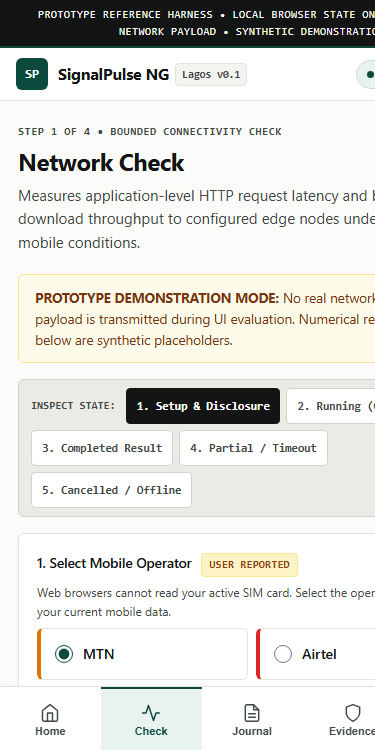 PROTOTYPE REFERENCE HARNESS • LOCAL BROWSER STATE ON
NETWORK PAYLOAD • SYNTHETIC DEMONSTRATIO
SP SignalPulse NG Lagos v0.1
STEP 1 OF 4 • BOUNDED CONNECTIVITY CHECK
Network Check
Measures application-level HTTP request latency and b
download throughput to configured edge nodes unde
mobile conditions.
PROTOTYPE DEMONSTRATION MODE: No real network
payload is transmitted during UI evaluation. Numerical re
below are synthetic placeholders.
INSPECT STATE: 1. Setup & Disclosure 2. Running (
3. Completed Result 4. Partial / Timeout
5. Cancelled / Offline
1. Select Mobile Operator USER REPORTED
Web browsers cannot read your active SIM card. Select the oper
your current mobile data.
MTN Airtel
Home Check Journal Evidence